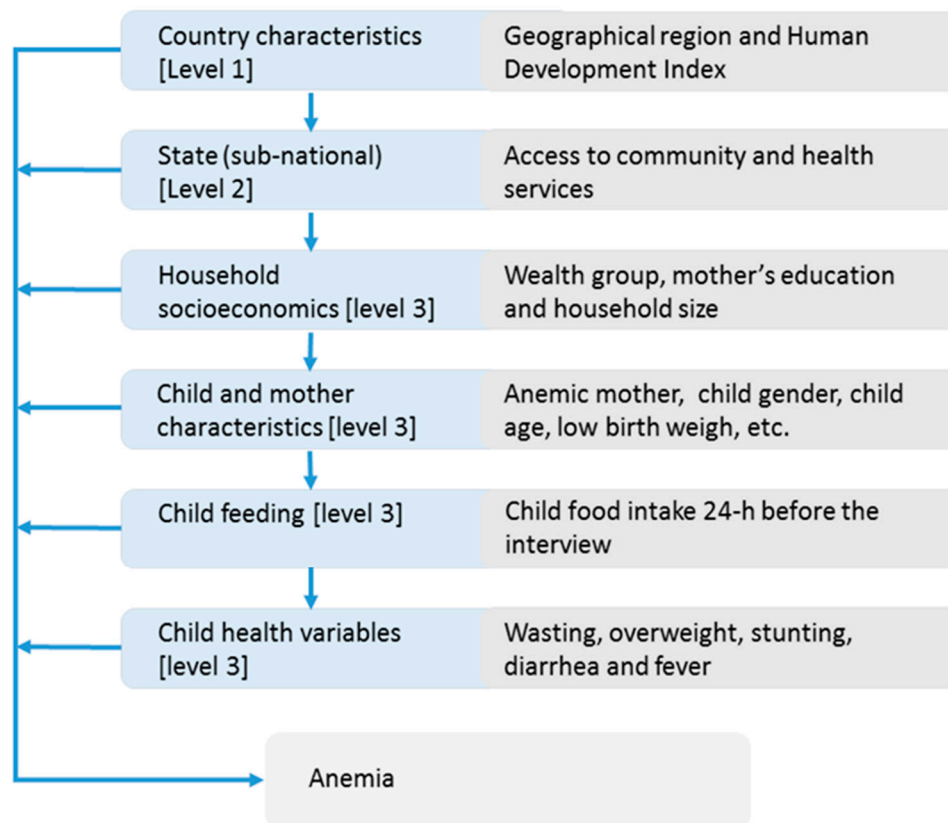 Country characteristics
[Level 1]
Geographical region and Human
Development Index
State (sub-national)
[Level 2]
Access to community and health
services
Household
socioeconomics [level 3]
Wealth group, mother’s education
and household size
Child and mother
characteristics [level 3]
Anemic mother,  child gender, child
age, low birth weigh, etc.
Child feeding [level 3]
Child food intake 24-h before the
interview
Child health variables
[level 3]
Wasting, overweight, stunting,
diarrhea and fever
Anemia